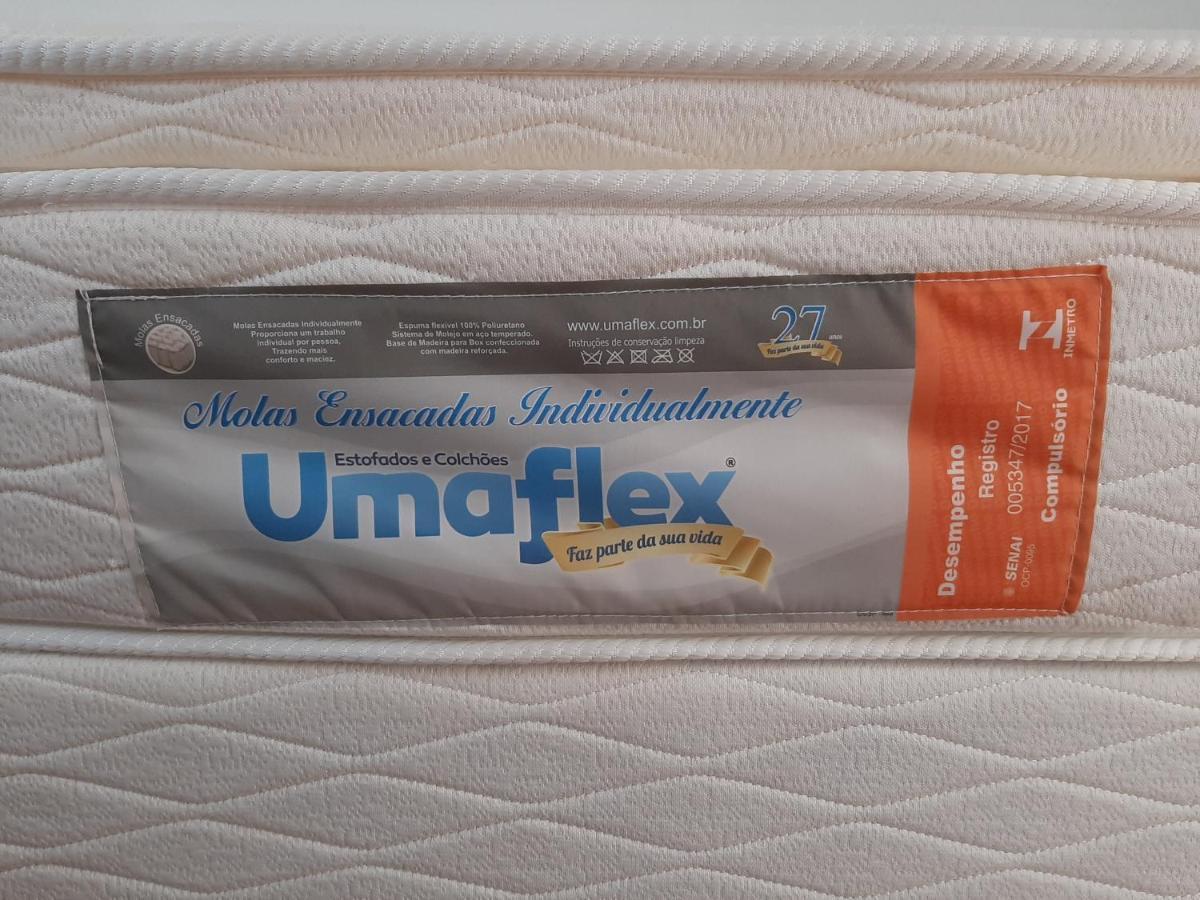 Molas Ensacadas
Molas Ensacadas Individualmente
Proporciona um trabalho
individual por pessoa,
Trazendo mais
conforto e maciez.
Espuma flexível 100% Poliuretano
Sistema de Molejo em aço temperado.
Base de Madeira para Box confeccionada
com madeira reforçada.
www.umaflex.com.br
Instruções de conservação limpeza
27 anos
Faz parte da sua vida
Molas Ensacadas Individualmente
Estofados e Colchões
Umaflex®
Faz parte da sua vida
INMETRO
Desempenho
Registro
SENAI 005347/2017
OCP-0095
Compulsório